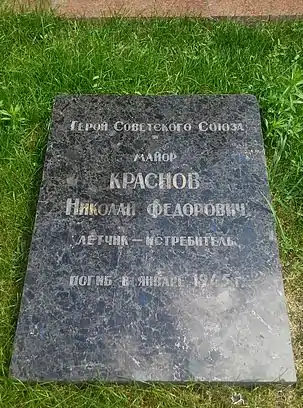 Герой Советского Союза
майор
КРАСНОВ
Николай Федорович
летчик — истребитель
погиб в январе 1945 г.